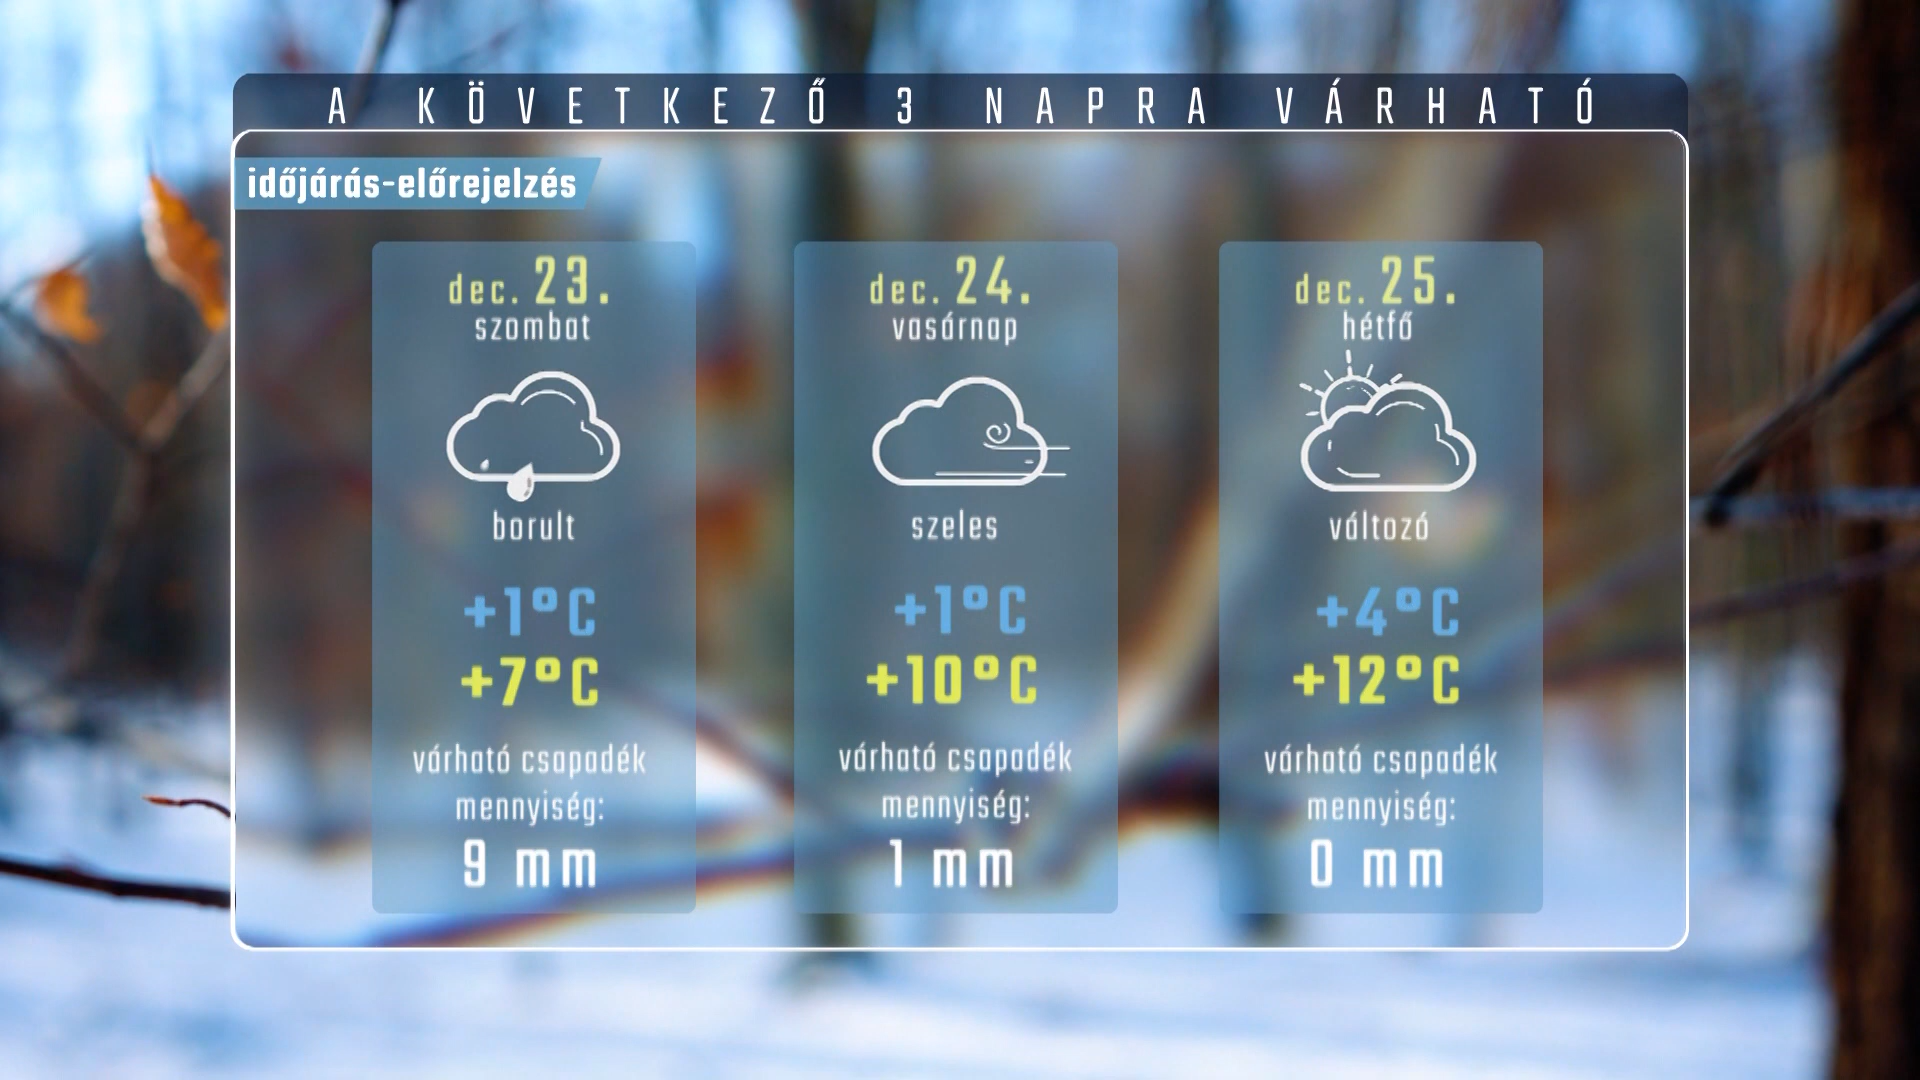 A KÖVETKEZŐ 3 NAPRA VÁRHATÓ
időjárás-előrejelzés
dec. 23.
szombat
borult
+1°C
+7°C
várható csapadék
mennyiség:
9 mm
dec. 24.
vasárnap
szeles
+1°C
+10°C
várható csapadék
mennyiség:
1 mm
dec. 25.
hétfő
változó
+4°C
+12°C
várható csapadék
mennyiség:
0 mm